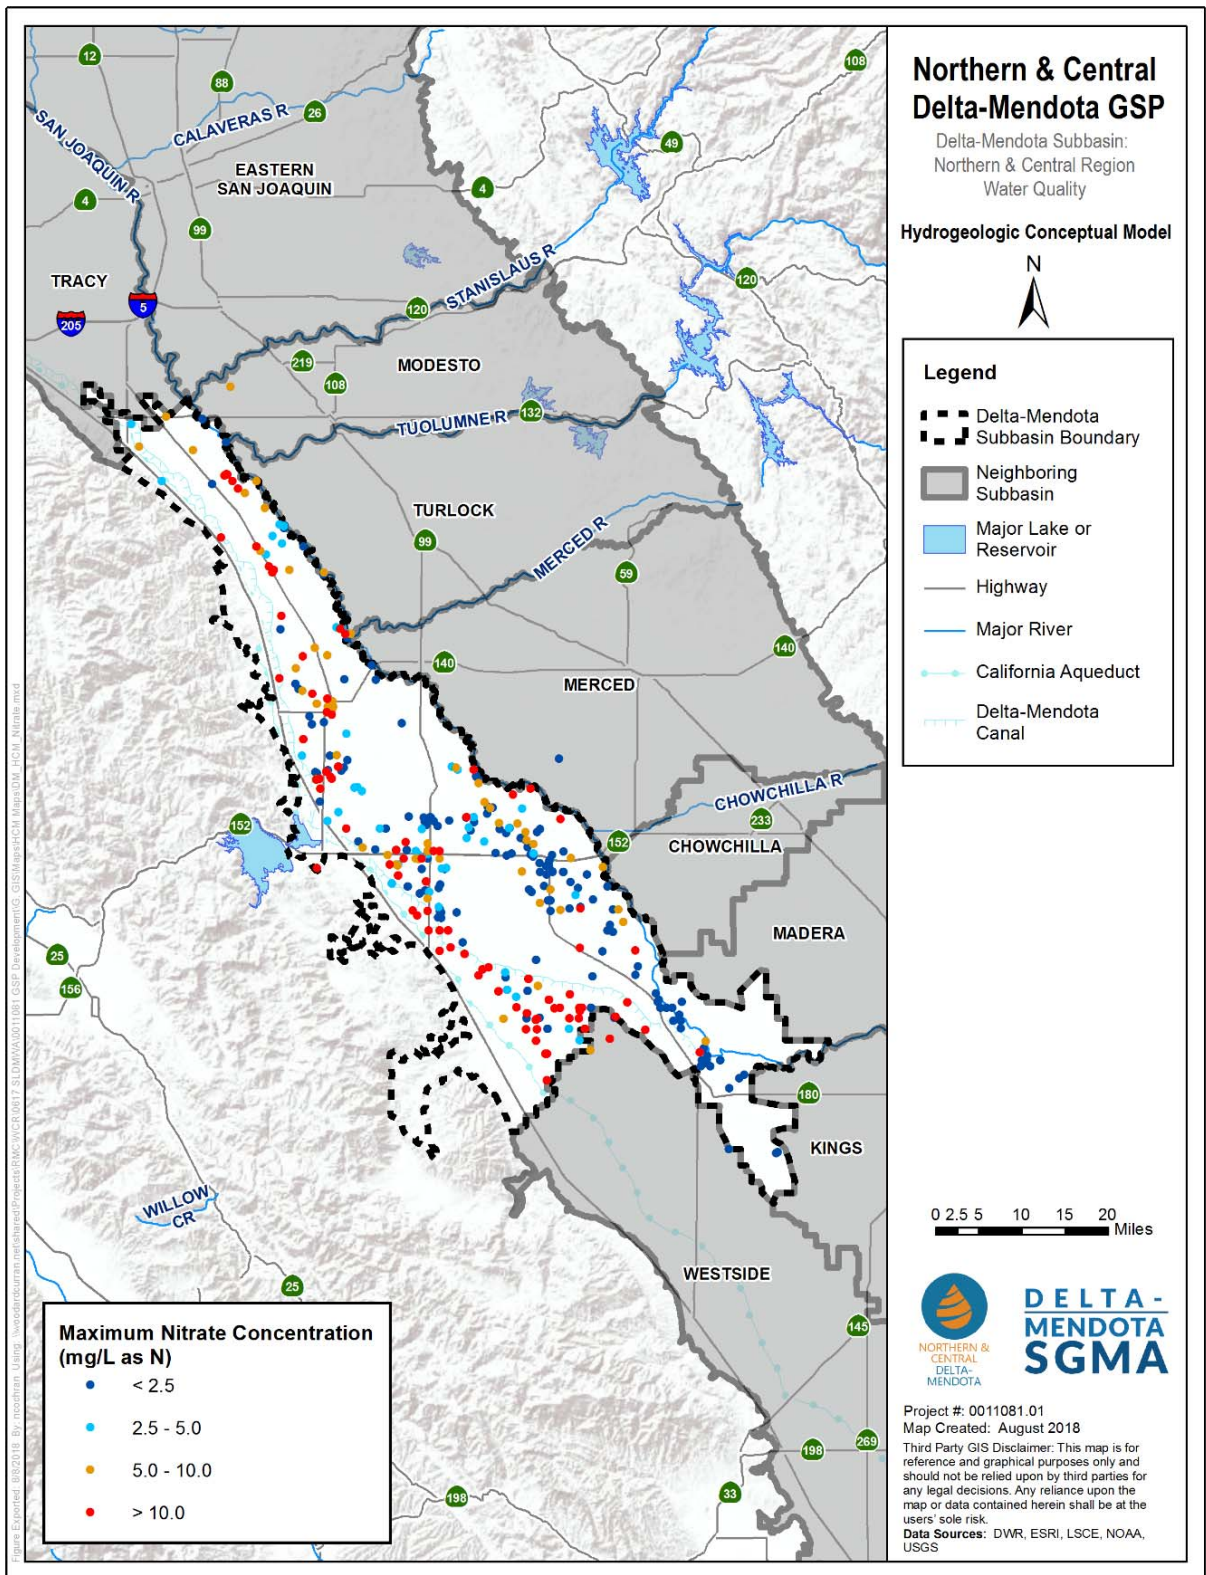 Northern & Central
Delta-Mendota GSP
Delta-Mendota Subbasin:
Northern & Central Region
Water Quality
Hydrogeologic Conceptual Model
N
Legend
Delta-Mendota
Subbasin Boundary
Neighboring
Subbasin
Major Lake or
Reservoir
Highway
Major River
California Aqueduct
Delta-Mendota
Canal
12
88
108
26
CALAVERAS R
SAN JOAQUIN R
49
EASTERN
SAN JOAQUIN
4
4
99
STANISLAUS R
TRACY
5
205
120
120
219
MODESTO
108
TUOLUMNE R
132
TURLOCK
99
MERCED R
59
140
140
MERCED
CHOWCHILLA R
152
233
152
CHOWCHILLA
MADERA
25
156
180
KINGS
WILLOW
CR
WESTSIDE
25
145
269
198
33
198
Maximum Nitrate Concentration
(mg/L as N)
< 2.5
2.5 - 5.0
5.0 - 10.0
> 10.0
0 2.5 5 10 15 20
Miles
NORTHERN &
CENTRAL
DELTA-
MENDOTA
DELTA-
MENDOTA
SGMA
Project #: 0011081.01
Map Created: August 2018
Third Party GIS Disclaimer: This map is for
reference and graphical purposes only and
should not be relied upon by third parties for
any legal decisions. Any reliance upon the
map or data contained herein shall be at the
users' sole risk.
Data Sources: DWR, ESRI, LSCE, NOAA,
USGS